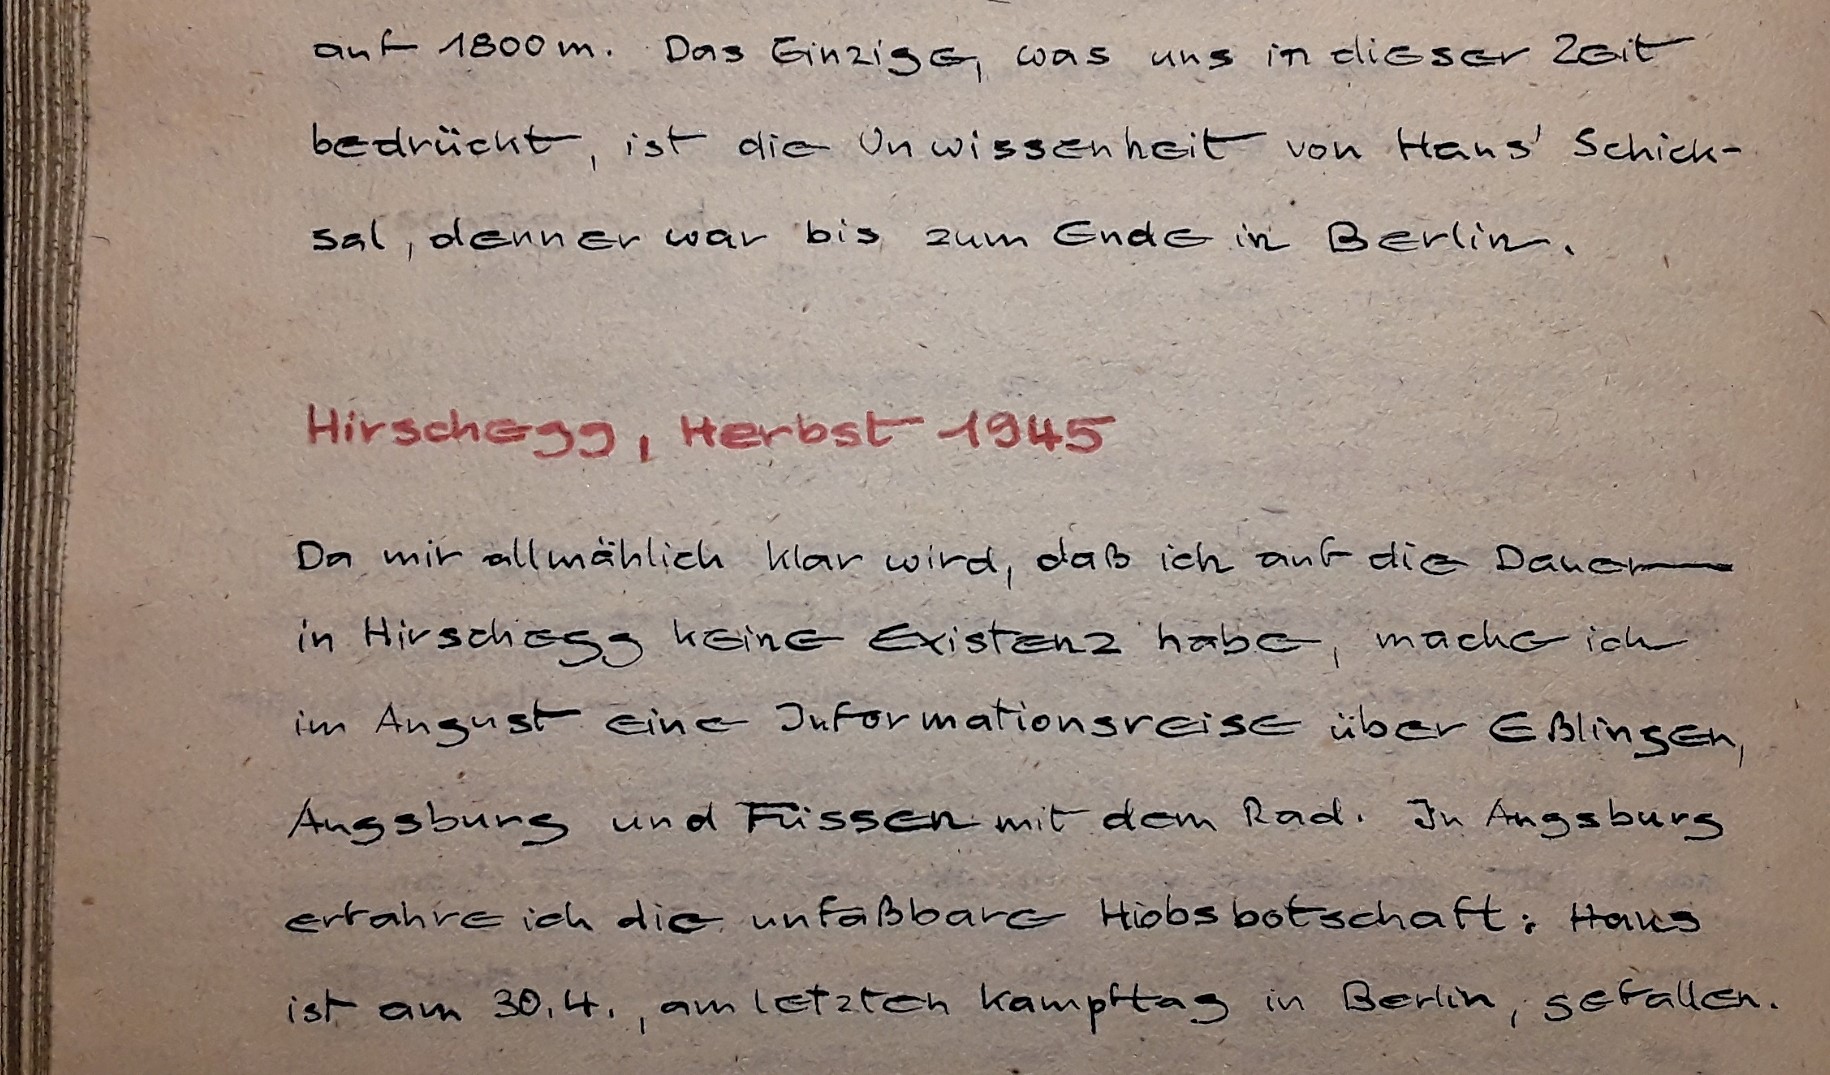 auf 1800 m. Das Einzige, was uns in dieser Zeit
bedrückt, ist die Unwissenheit von Hans' Schick-
sal, denn er war bis zum Ende in Berlin.
Hirschegg, Herbst 1945
Da mir allmählich klar wird, daß ich auf die Dauer
in Hirschegg keine Existenz habe, mache ich
im August eine Informationsreise über Eßlingen,
Augsburg und Füssen mit dem Rad. In Augsburg
erfahre ich die unfaßbare Hiobsbotschaft: Hans
ist am 30.4., am letzten Kampftag in Berlin, gefallen.